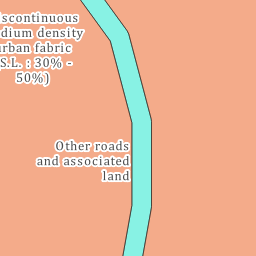 scontinuous
dium density
rban fabric
S.L. : 30% -
50%)
Other roads
and associated
land